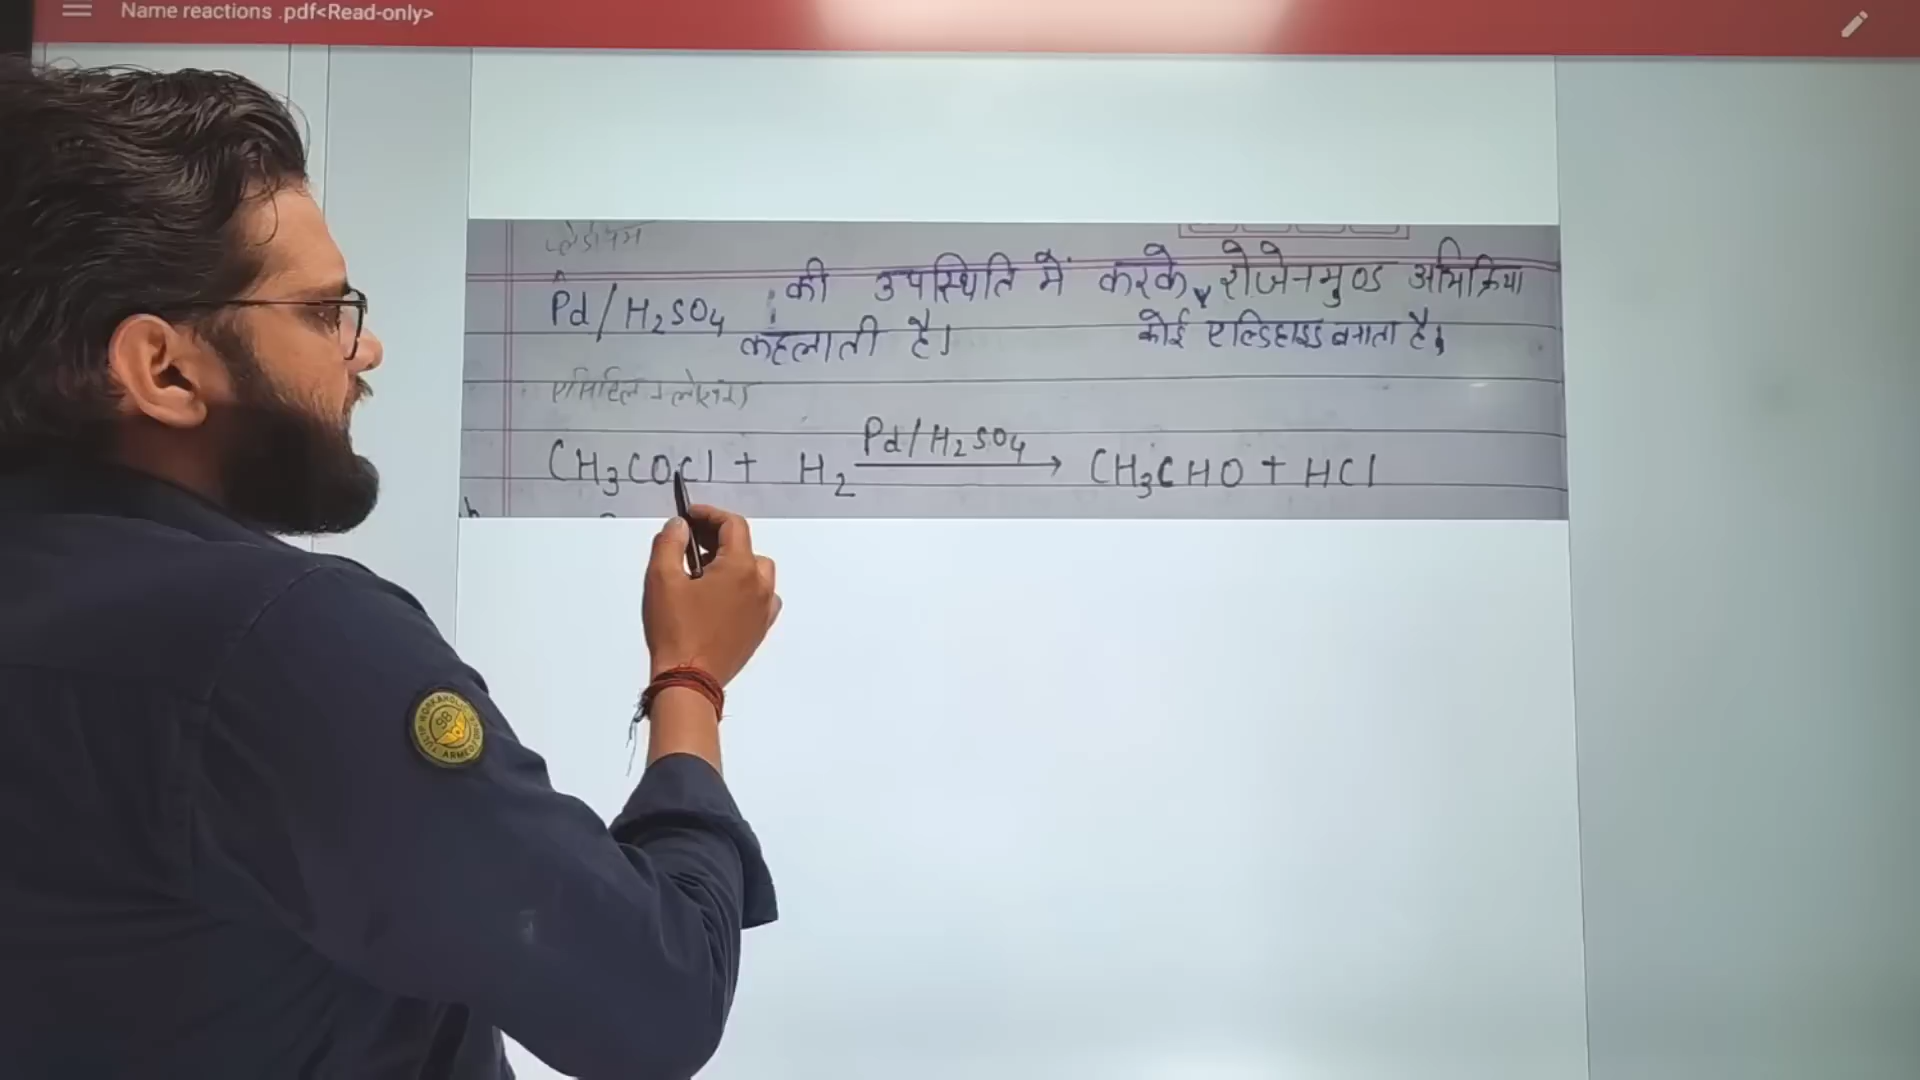 Name reactions .pdf<Read-only>
Pd/H₂SO₄ की उपस्थिति में करके, रोजेनमुण्ड अभिक्रिया
कहलाती है। कोई एल्डिहाइड बनाता है।
Pd/H₂SO₄
CH₃COCl + H₂ → CH₃CHO + HCl
98